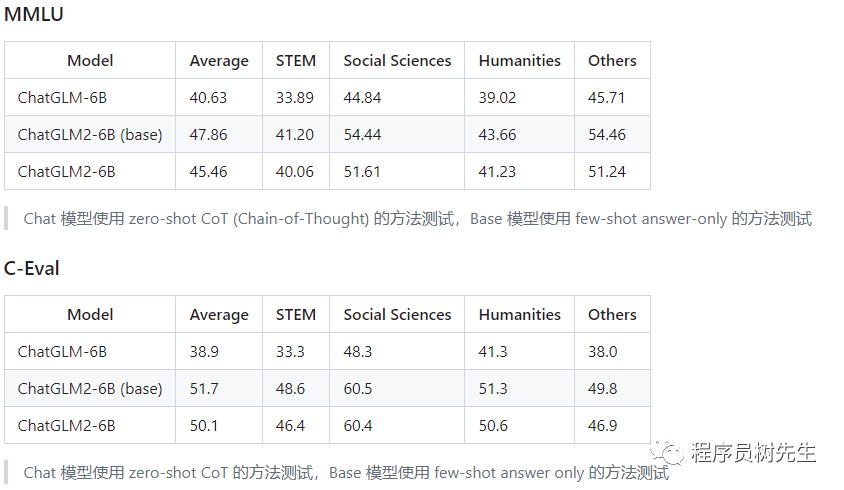 MMLU
Model Average STEM Social Sciences Humanities Others
ChatGLM-6B 40.63 33.89 44.84 39.02 45.71
ChatGLM2-6B (base) 47.86 41.20 54.44 43.66 54.46
ChatGLM2-6B 45.46 40.06 51.61 41.23 51.24
Chat 模型使用 zero-shot CoT (Chain-of-Thought) 的方法测试，Base 模型使用 few-shot answer-only 的方法测试
C-Eval
Model Average STEM Social Sciences Humanities Others
ChatGLM-6B 38.9 33.3 48.3 41.3 38.0
ChatGLM2-6B (base) 51.7 48.6 60.5 51.3 49.8
ChatGLM2-6B 50.1 46.4 60.4 50.6 46.9
程序员树先生
Chat 模型使用 zero-shot CoT 的方法测试，Base 模型使用 few-shot answer only 的方法测试